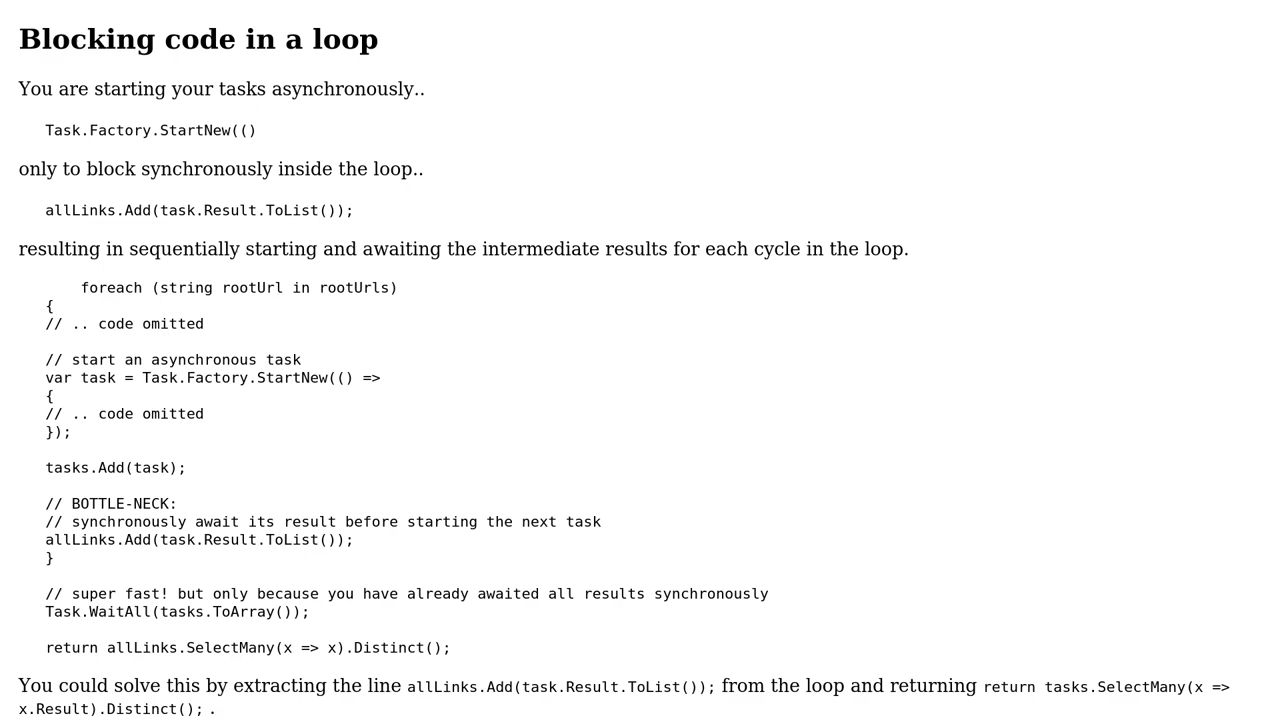 Blocking code in a loop
You are starting your tasks asynchronously..
Task.Factory.StartNew(()
only to block synchronously inside the loop..
allLinks.Add(task.Result.ToList());
resulting in sequentially starting and awaiting the intermediate results for each cycle in the loop.
foreach (string rootUrl in rootUrls)
{
// .. code omitted
// start an asynchronous task
var task = Task.Factory.StartNew(() =>
{
// .. code omitted
});
tasks.Add(task);
// BOTTLE-NECK:
// synchronously await its result before starting the next task
allLinks.Add(task.Result.ToList());
}
// super fast! but only because you have already awaited all results synchronously
Task.WaitAll(tasks.ToArray());
return allLinks.SelectMany(x => x).Distinct();
You could solve this by extracting the line allLinks.Add(task.Result.ToList()); from the loop and returning return tasks.SelectMany(x =>
x.Result).Distinct(); .